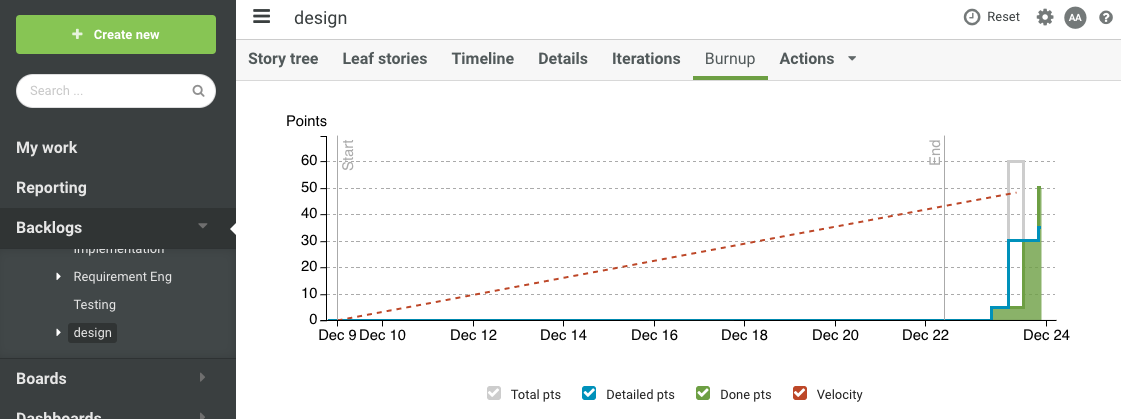 + Create new
design
Reset
AA
?
Search ...
Story tree Leaf stories Timeline Details Iterations Burnup Actions
My work
Reporting
Backlogs
Implementation
Requirement Eng
Testing
design
Boards
Dashboards
Points
60
50
40
30
20
10
0
Start
End
Dec 9 Dec 10 Dec 12 Dec 14 Dec 16 Dec 18 Dec 20 Dec 22 Dec 24
Total pts Detailed pts Done pts Velocity